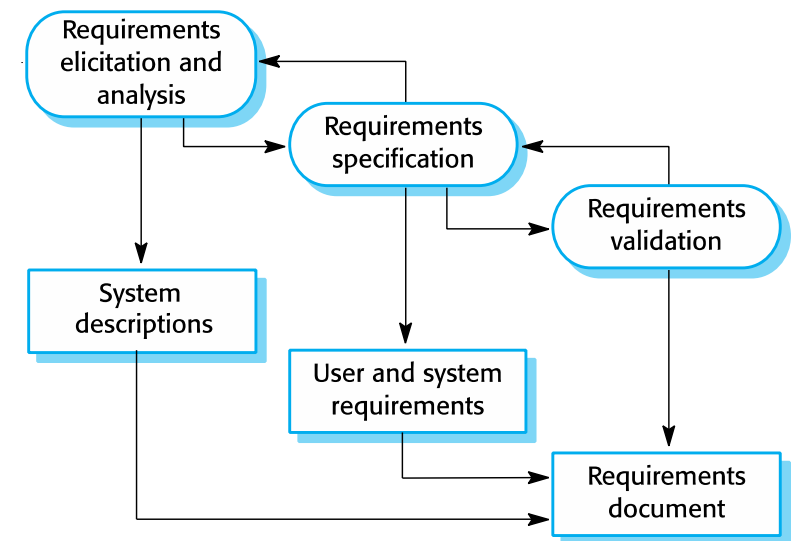 Requirements
elicitation and
analysis
Requirements
specification
Requirements
validation
System
descriptions
User and system
requirements
Requirements
document